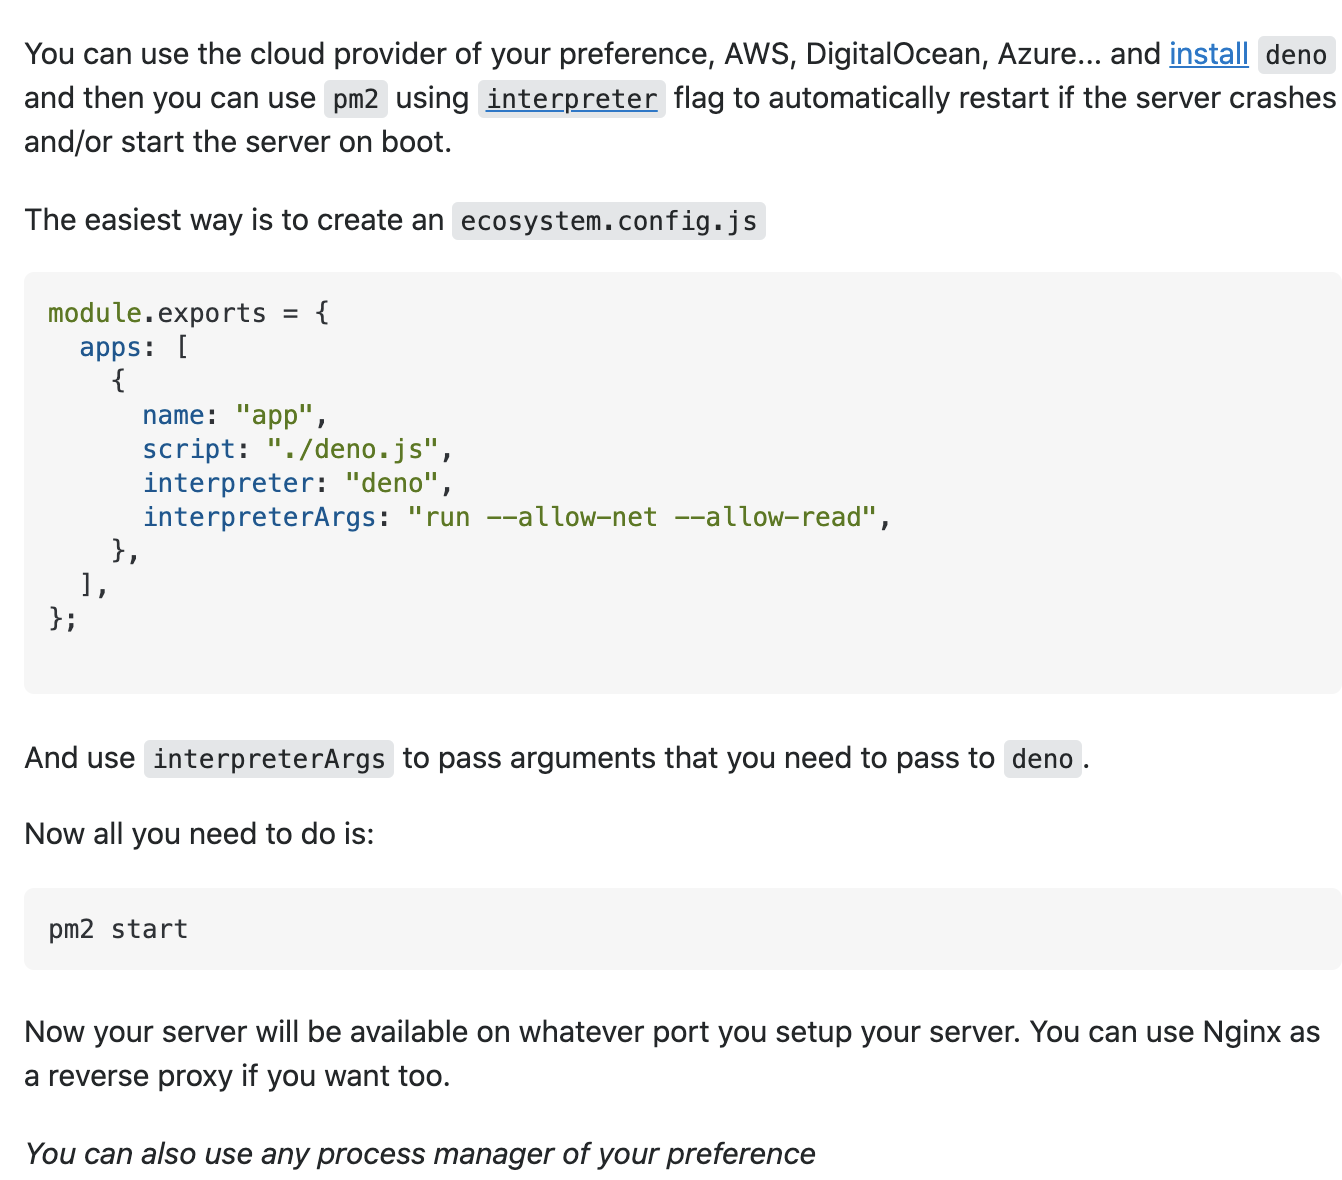 You can use the cloud provider of your preference, AWS, DigitalOcean, Azure... and install deno
and then you can use pm2 using interpreter flag to automatically restart if the server crashes
and/or start the server on boot.
The easiest way is to create an ecosystem.config.js
module.exports = {
  apps: [
    {
      name: "app",
      script: "./deno.js",
      interpreter: "deno",
      interpreterArgs: "run --allow-net --allow-read",
    },
  ],
};
And use interpreterArgs to pass arguments that you need to pass to deno.
Now all you need to do is:
pm2 start
Now your server will be available on whatever port you setup your server. You can use Nginx as
a reverse proxy if you want too.
You can also use any process manager of your preference